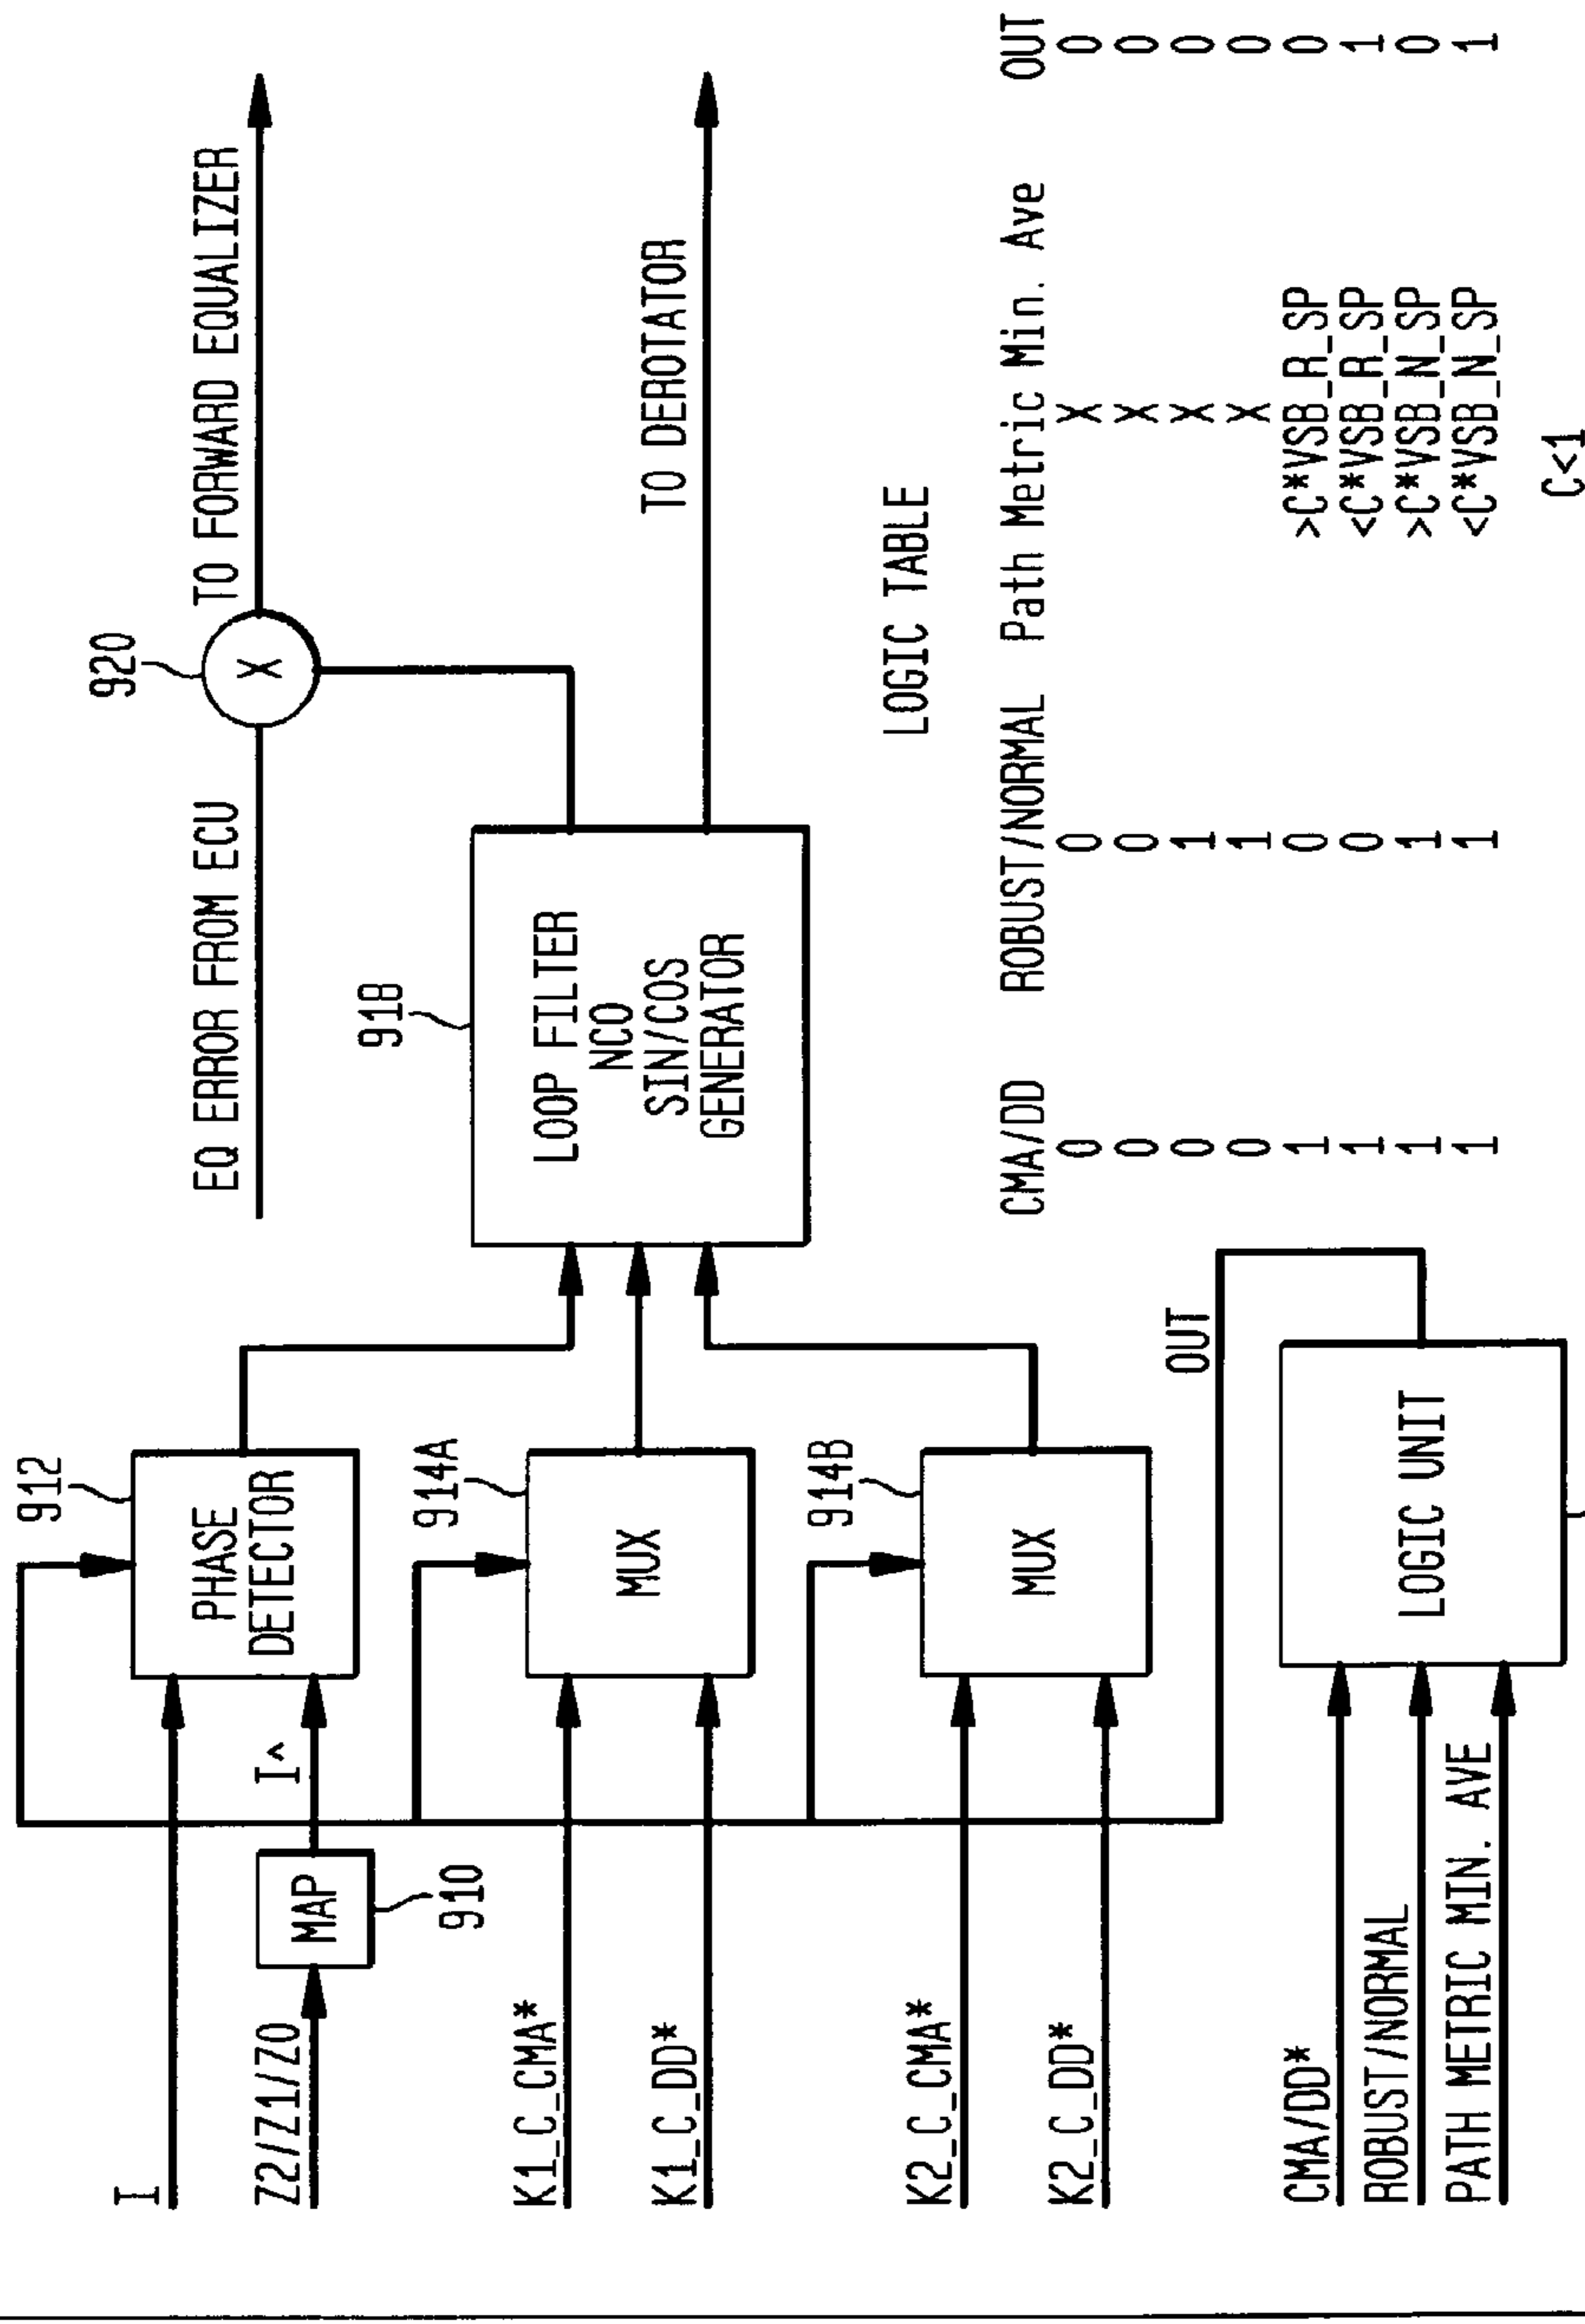 920
EQ ERROR FROM ECU
TO FORWARD EQUALIZER
X
912
PHASE
DETECTOR
I
I^
Z2/Z1/Z0
MAP
910
918
LOOP FILTER
NCO
SIN/COS
GENERATOR
TO DEROTATOR
914A
MUX
K1_C_CMA*
K1_C_DD*
914B
MUX
K2_C_CMA*
K2_C_DD*
OUT
LOGIC UNIT
CMA/DD*
ROBUST/NORMAL
PATH METRIC MIN. AVE
LOGIC TABLE
CMA/DD ROBUST/NORMAL Path Metric Min. Ave OUT
0 0 X 0
0 0 X 0
0 1 X 0
0 1 X 0
1 0 >C*VSB_R_SP 0
1 0 <C*VSB_R_SP 1
1 1 >C*VSB_N_SP 0
1 1 <C*VSB_N_SP 1
C<1